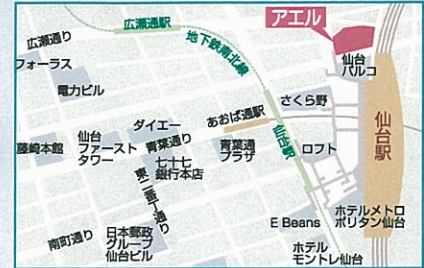 広瀬通駅
アエル
広瀬通り
地下鉄南北線
フォーラス
仙台
パルコ
電力ビル
さくら野
ダイエー
あおば通駅
仙台駅
仙台
ファースト
タワー
青葉通り
仙台駅
藤崎本館
七十七
銀行本店
青葉通
プラザ
ロフト
東二番丁通り
E Beans
ホテルメトロ
ポリタン仙台
南町通り
日本郵政
グループ
仙台ビル
ホテル
モントレ仙台